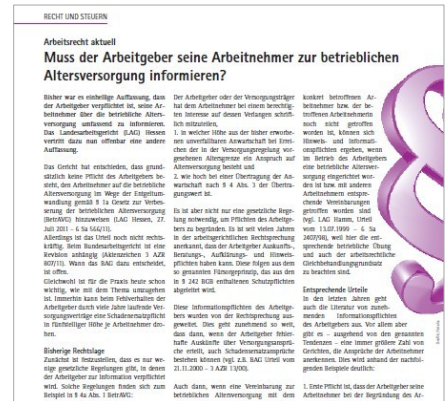 RECHT UND STEUERN
Arbeitsrecht aktuell
Muss der Arbeitgeber seine Arbeitnehmer zur betrieblichen
Altersversorgung informieren?
Bisher war es einhellige Auffassung, dass
der Arbeitgeber verpflichtet ist, seine Ar-
beitnehmer über die betriebliche Alters-
versorgung umfassend zu informieren.
Das Landesarbeitsgericht (LAG) Hessen
vertritt dazu nun offenbar eine andere
Auffassung.
Das Gericht hat entschieden, dass grund-
sätzlich keine Pflicht des Arbeitgebers be-
steht, den Arbeitnehmer auf die betriebliche
Altersversorgung im Wege der Entgeltum-
wandlung gemäß § 1a Gesetz zur Verbes-
serung der betrieblichen Altersversorgung
(BetrAVG) hinzuweisen (LAG Hessen, 27.
Juli 2011 – 6 Sa 566/11).
Allerdings ist das Urteil noch nicht rechts-
kräftig. Beim Bundesarbeitsgericht ist eine
Revision anhängig (Aktenzeichen 3 AZR
807/11). Wann das BAG dazu entscheidet,
ist offen.
Gleichwohl ist für die Praxis heute schon
wichtig, wie mit dem Thema umzugehen
ist. Immerhin kann bei Fehlverhalten der
Arbeitgeber durch viele Jahre laufende Ver-
sorgungsverträge eine Schadenersatzpflicht
in fünfstelliger Höhe je Arbeitnehmer dro-
hen.
Bisherige Rechtslage
Zunächst ist festzustellen, dass es nur we-
nige gesetzliche Regelungen gibt, in denen
der Arbeitgeber zur Information verpflichtet
wird. Solche Regelungen finden sich zum
Beispiel in § 4a Abs. 1 BetrAVG:
Der Arbeitgeber oder der Versorgungsträger
hat dem Arbeitnehmer bei einem berechtig-
ten Interesse auf dessen Verlangen schrift-
lich mitzuteilen,
1. in welcher Höhe aus der bisher erworbe-
nen unverfallbaren Anwartschaft bei Errei-
chen der in der Versorgungsregelung vor-
gesehenen Altersgrenze ein Anspruch auf
Altersversorgung besteht und
2. wie hoch bei einer Übertragung der An-
wartschaft nach § 4 Abs. 3 der Übertra-
gungswert ist.
Es ist aber nicht nur eine gesetzliche Rege-
lung notwendig, um Pflichten des Arbeitge-
bers zu begründen. Es ist seit vielen Jahren
in der arbeitsgerichtlichen Rechtsprechung
anerkannt, dass der Arbeitgeber Auskunfts-,
Beratungs-, Aufklärungs- und Hinweis-
pflichten haben kann. Diese folgen aus dem
so genannten Fürsorgeprinzip, das aus den
in § 242 BGB enthaltenen Schutzpflichten
abgeleitet wird.
Diese Informationspflichten des Arbeitge-
bers wurden von der Rechtsprechung aus-
geweitet. Dies geht zunehmend so weit,
dass dann, wenn der Arbeitgeber fehler-
hafte Auskünfte über Versorgungsansprü-
che erteilt, auch Schadensersatzansprüche
bestehen können (vgl. z.B. BAG Urteil vom
21.11.2000 – 3 AZR 13/00).
Auch dann, wenn eine Vereinbarung zur
betrieblichen Altersversorgung mit dem
konkret betroffenen Ar-
beitnehmer bzw. der be-
troffenen Arbeitnehmerin
noch nicht getroffen
worden ist, können sich
Hinweis- und Informati-
onspflichten ergeben, wenn
im Betrieb des Arbeitgebers
eine betriebliche Altersver-
sorgung eingerichtet wor-
den ist bzw. mit anderen
Arbeitnehmern entspre-
chende Vereinbarungen
getroffen worden sind
(vgl. LAG Hamm, Urteil
vom 13.07.1999 – 6 Sa
2407/98), weil hier die ent-
sprechende betriebliche Übung
und auch der arbeitsrechtliche
Gleichbehandlungsgrundsatz
zu beachten sind.
Entsprechende Urteile
In den letzten Jahren geht
auch die Literatur von zuneh-
menden Informationspflichten
des Arbeitgebers aus. Vor allem aber
gibt es – ausgehend von den genannten
Tendenzen – eine immer größere Zahl von
Gerichten, die Ansprüche der Arbeitnehmer
anerkennen. Dies wird anhand der nachfol-
genden Beispiele deutlich:
1. Erste Pflicht ist, dass der Arbeitgeber seine
Arbeitnehmer bei der Begründung des Ar-